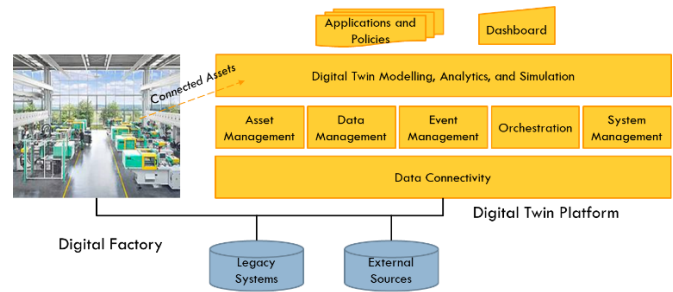 Applications and
Policies
Dashboard
Connected Assets
Digital Twin Modelling, Analytics, and Simulation
Asset
Management
Data
Management
Event
Management
Orchestration
System
Management
Data Connectivity
Digital Factory
Digital Twin Platform
Legacy
Systems
External
Sources